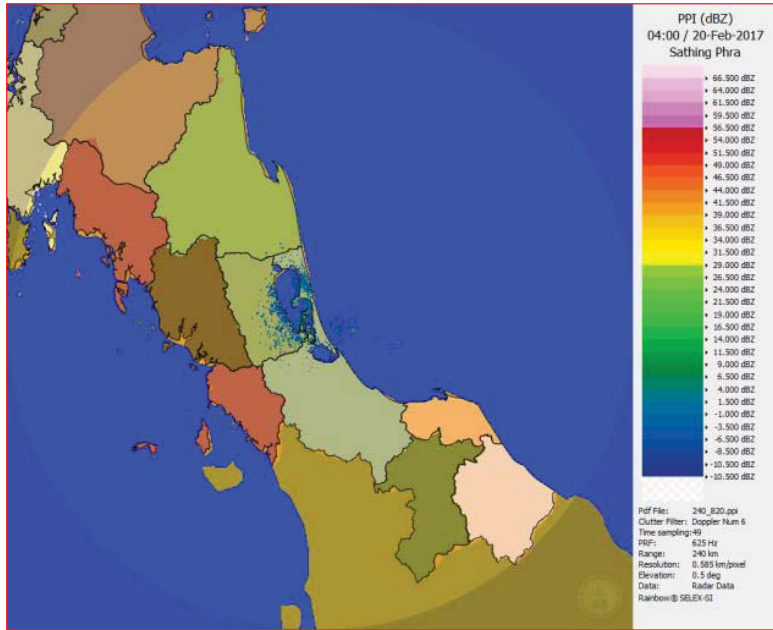 PPI (dBZ)
04:00 / 20-Feb-2017
Sathing Phra
66.500 dBZ
64.000 dBZ
61.500 dBZ
59.500 dBZ
56.500 dBZ
54.000 dBZ
51.500 dBZ
49.000 dBZ
46.500 dBZ
44.000 dBZ
41.500 dBZ
39.000 dBZ
36.500 dBZ
34.000 dBZ
31.500 dBZ
29.000 dBZ
26.500 dBZ
24.000 dBZ
21.500 dBZ
19.000 dBZ
16.500 dBZ
14.000 dBZ
11.500 dBZ
9.000 dBZ
6.500 dBZ
4.000 dBZ
1.500 dBZ
-1.000 dBZ
-3.500 dBZ
-6.500 dBZ
-8.500 dBZ
-10.500 dBZ
-10.500 dBZ
Pdf File: 240_820.ppi
Clutter Filter: Doppler Num 6
Time sampling:49
PRF: 625 Hz
Range: 240 km
Resolution: 0.585 km/pixel
Elevation: 0.5 deg
Data: Radar Data
Rainbow® SELEX-SI